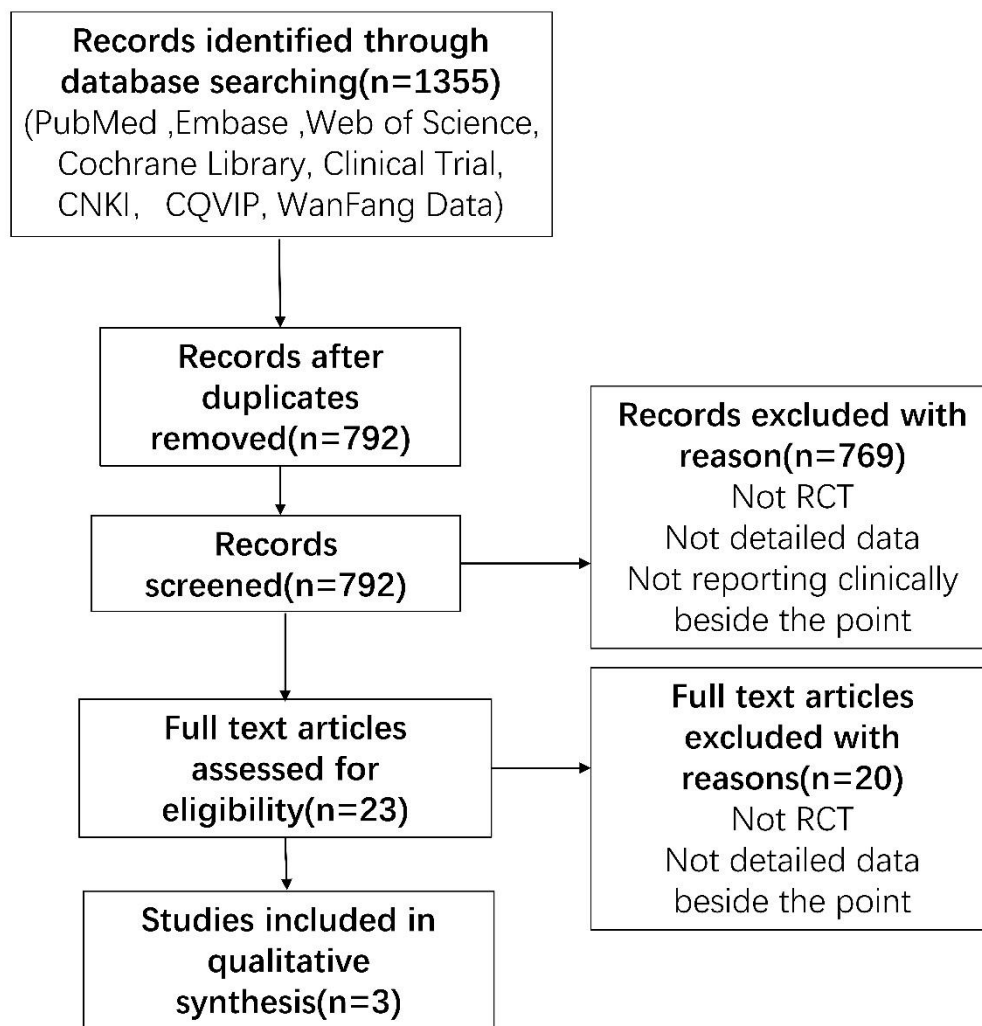 Records identified through
database searching(n=1355)
(PubMed ,Embase ,Web of Science,
Cochrane Library, Clinical Trial,
CNKI,  CQVIP, WanFang Data)
Records after
duplicates
removed(n=792)
Records excluded with
reason(n=769)
Not RCT
Not detailed data
Not reporting clinically
beside the point
Records
screened(n=792)
Full text articles
assessed for
eligibility(n=23)
Full text articles
excluded with
reasons(n=20)
Not RCT
Not detailed data
beside the point
Studies included in
qualitative
synthesis(n=3)